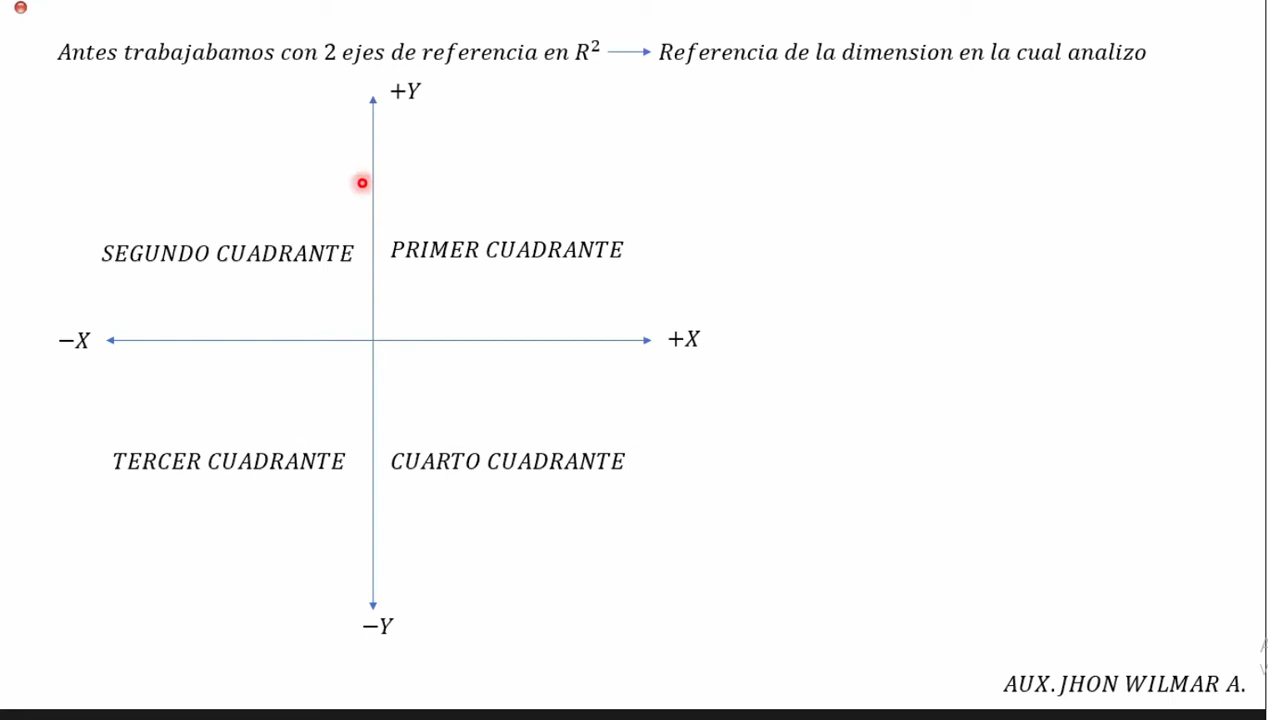 Antes trabajabamos con 2 ejes de referencia en R² → Referencia de la dimension en la cual analizo
+Y
SEGUNDO CUADRANTE
PRIMER CUADRANTE
−X
+X
TERCER CUADRANTE
CUARTO CUADRANTE
−Y
AUX. JHON WILMAR A.